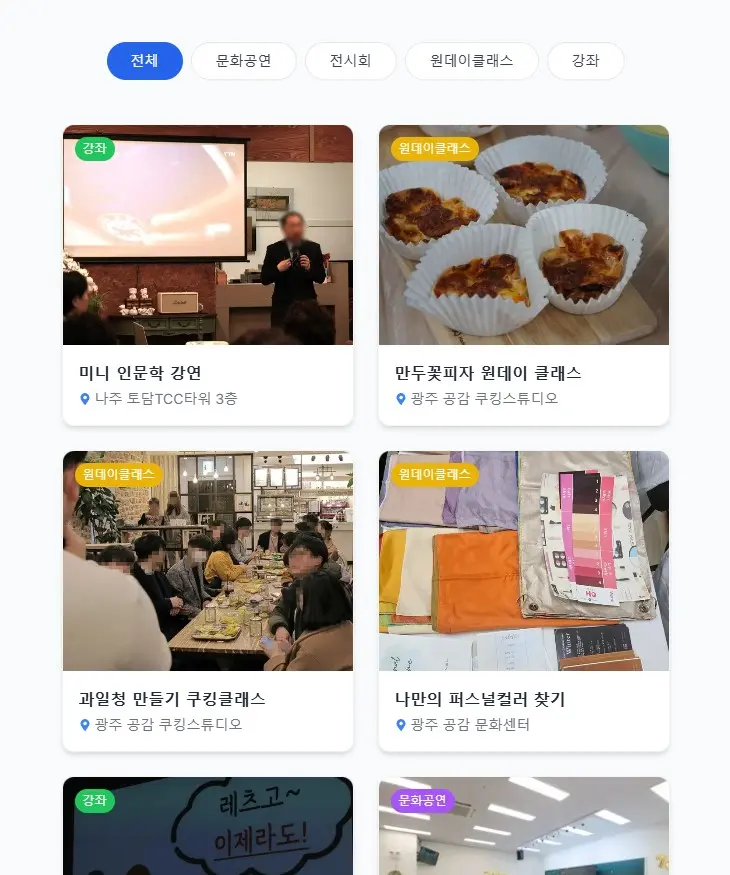 전체
문화공연
전시회
원데이클래스
강좌
강좌
원데이클래스
미니 인문학 강연
나주 토담TCC타워 3층
만두꽃피자 원데이 클래스
광주 공감 쿠킹스튜디오
원데이클래스
원데이클래스
과일청 만들기 쿠킹클래스
광주 공감 쿠킹스튜디오
나만의 퍼스널컬러 찾기
광주 공감 문화센터
강좌
레츠고~
이제라도!
문화공연